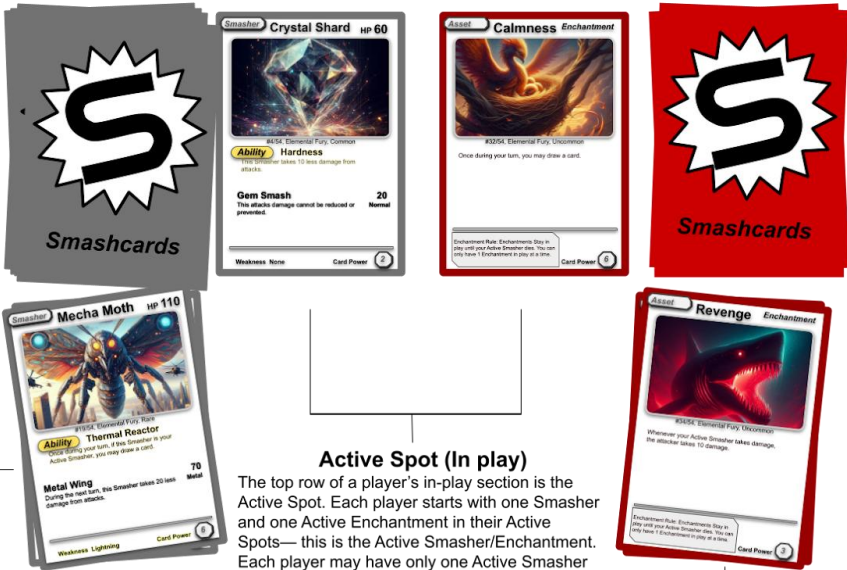 Smasher Crystal Shard HP 60
#4/54, Elemental Fury, Common
Ability Hardness
This Smasher takes 10 less damage from
attacks.
Gem Smash 20
This attacks damage cannot be reduced or Normal
prevented.
Weakness None Card Power 2
Asset Calmness Enchantment
#32/54, Elemental Fury, Uncommon
Once during your turn, you may draw a card.
Enchantment Rule: Enchantments Stay in
play until your Active Smasher dies. You can
only have 1 Enchantment in play at a time.
Card Power 6
S
Smashcards
S
Smashcards
Smasher Mecha Moth HP 110
#19/54, Elemental Fury, Rare
Ability Thermal Reactor
Once during your turn, if this Smasher is your
Active Smasher, you may draw a card.
Metal Wing 70
During the next turn, this Smasher takes 20 less Metal
damage from attacks.
Weakness Lightning Card Power 6
Asset Revenge Enchantment
#34/54, Elemental Fury, Uncommon
Whenever your Active Smasher takes damage,
the attacker takes 10 damage.
Enchantment Rule: Enchantments Stay in
play until your Active Smasher dies. You can
only have 1 Enchantment in play at a time.
Card Power 3
Active Spot (In play)
The top row of a player's in-play section is the
Active Spot. Each player starts with one Smasher
and one Active Enchantment in their Active
Spots— this is the Active Smasher/Enchantment.
Each player may have only one Active Smasher